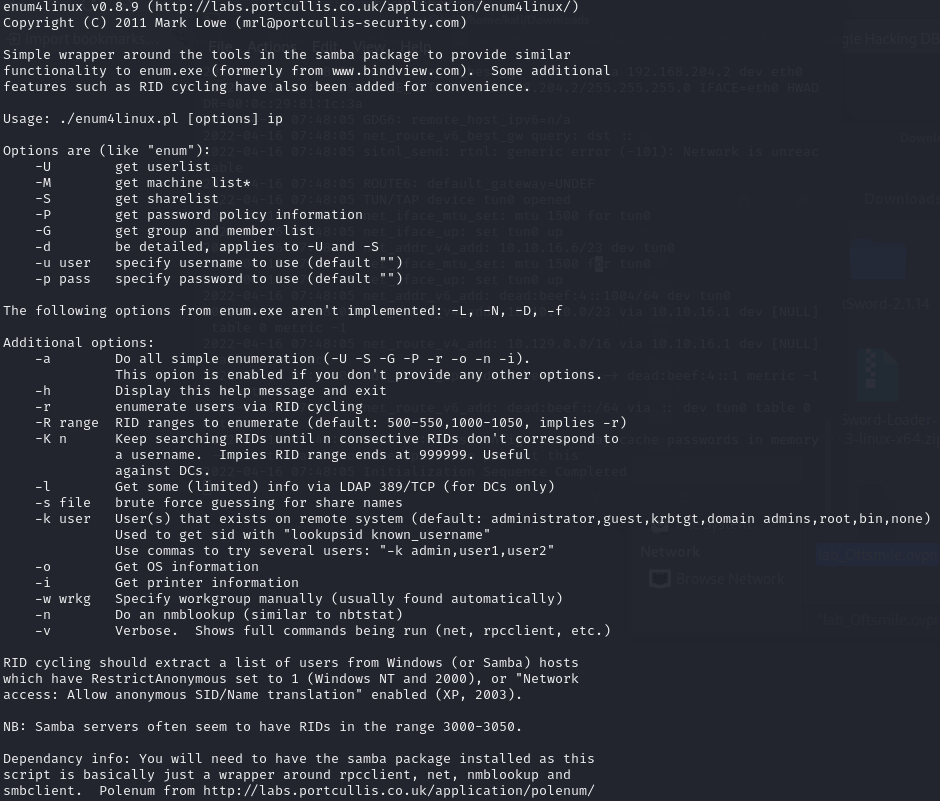 enum4linux v0.8.9 (http://labs.portcullis.co.uk/application/enum4linux/)
Copyright (C) 2011 Mark Lowe (mrl@portcullis-security.com)

Simple wrapper around the tools in the samba package to provide similar
functionality to enum.exe (formerly from www.bindview.com).  Some additional
features such as RID cycling have also been added for convenience.

Usage: ./enum4linux.pl [options] ip

Options are (like "enum"):
    -U        get userlist
    -M        get machine list*
    -S        get sharelist
    -P        get password policy information
    -G        get group and member list
    -d        be detailed, applies to -U and -S
    -u user   specify username to use (default "")
    -p pass   specify password to use (default "")

The following options from enum.exe aren't implemented: -L, -N, -D, -f

Additional options:
    -a        Do all simple enumeration (-U -S -G -P -r -o -n -i).
              This opion is enabled if you don't provide any other options.
    -h        Display this help message and exit
    -r        enumerate users via RID cycling
    -R range  RID ranges to enumerate (default: 500-550,1000-1050, implies -r)
    -K n      Keep searching RIDs until n consective RIDs don't correspond to
              a username.  Impies RID range ends at 999999. Useful
              against DCs.
    -l        Get some (limited) info via LDAP 389/TCP (for DCs only)
    -s file   brute force guessing for share names
    -k user   User(s) that exists on remote system (default: administrator,guest,krbtgt,domain admins,root,bin,none)
              Used to get sid with "lookupsid known_username"
              Use commas to try several users: "-k admin,user1,user2"
    -o        Get OS information
    -i        Get printer information
    -w wrkg   Specify workgroup manually (usually found automatically)
    -n        Do an nmblookup (similar to nbtstat)
    -v        Verbose.  Shows full commands being run (net, rpcclient, etc.)

RID cycling should extract a list of users from Windows (or Samba) hosts
which have RestrictAnonymous set to 1 (Windows NT and 2000), or "Network
access: Allow anonymous SID/Name translation" enabled (XP, 2003).

NB: Samba servers often seem to have RIDs in the range 3000-3050.

Dependancy info: You will need to have the samba package installed as this
script is basically just a wrapper around rpcclient, net, nmblookup and
smbclient.  Polenum from http://labs.portcullis.co.uk/application/polenum/
Network
Browse Network